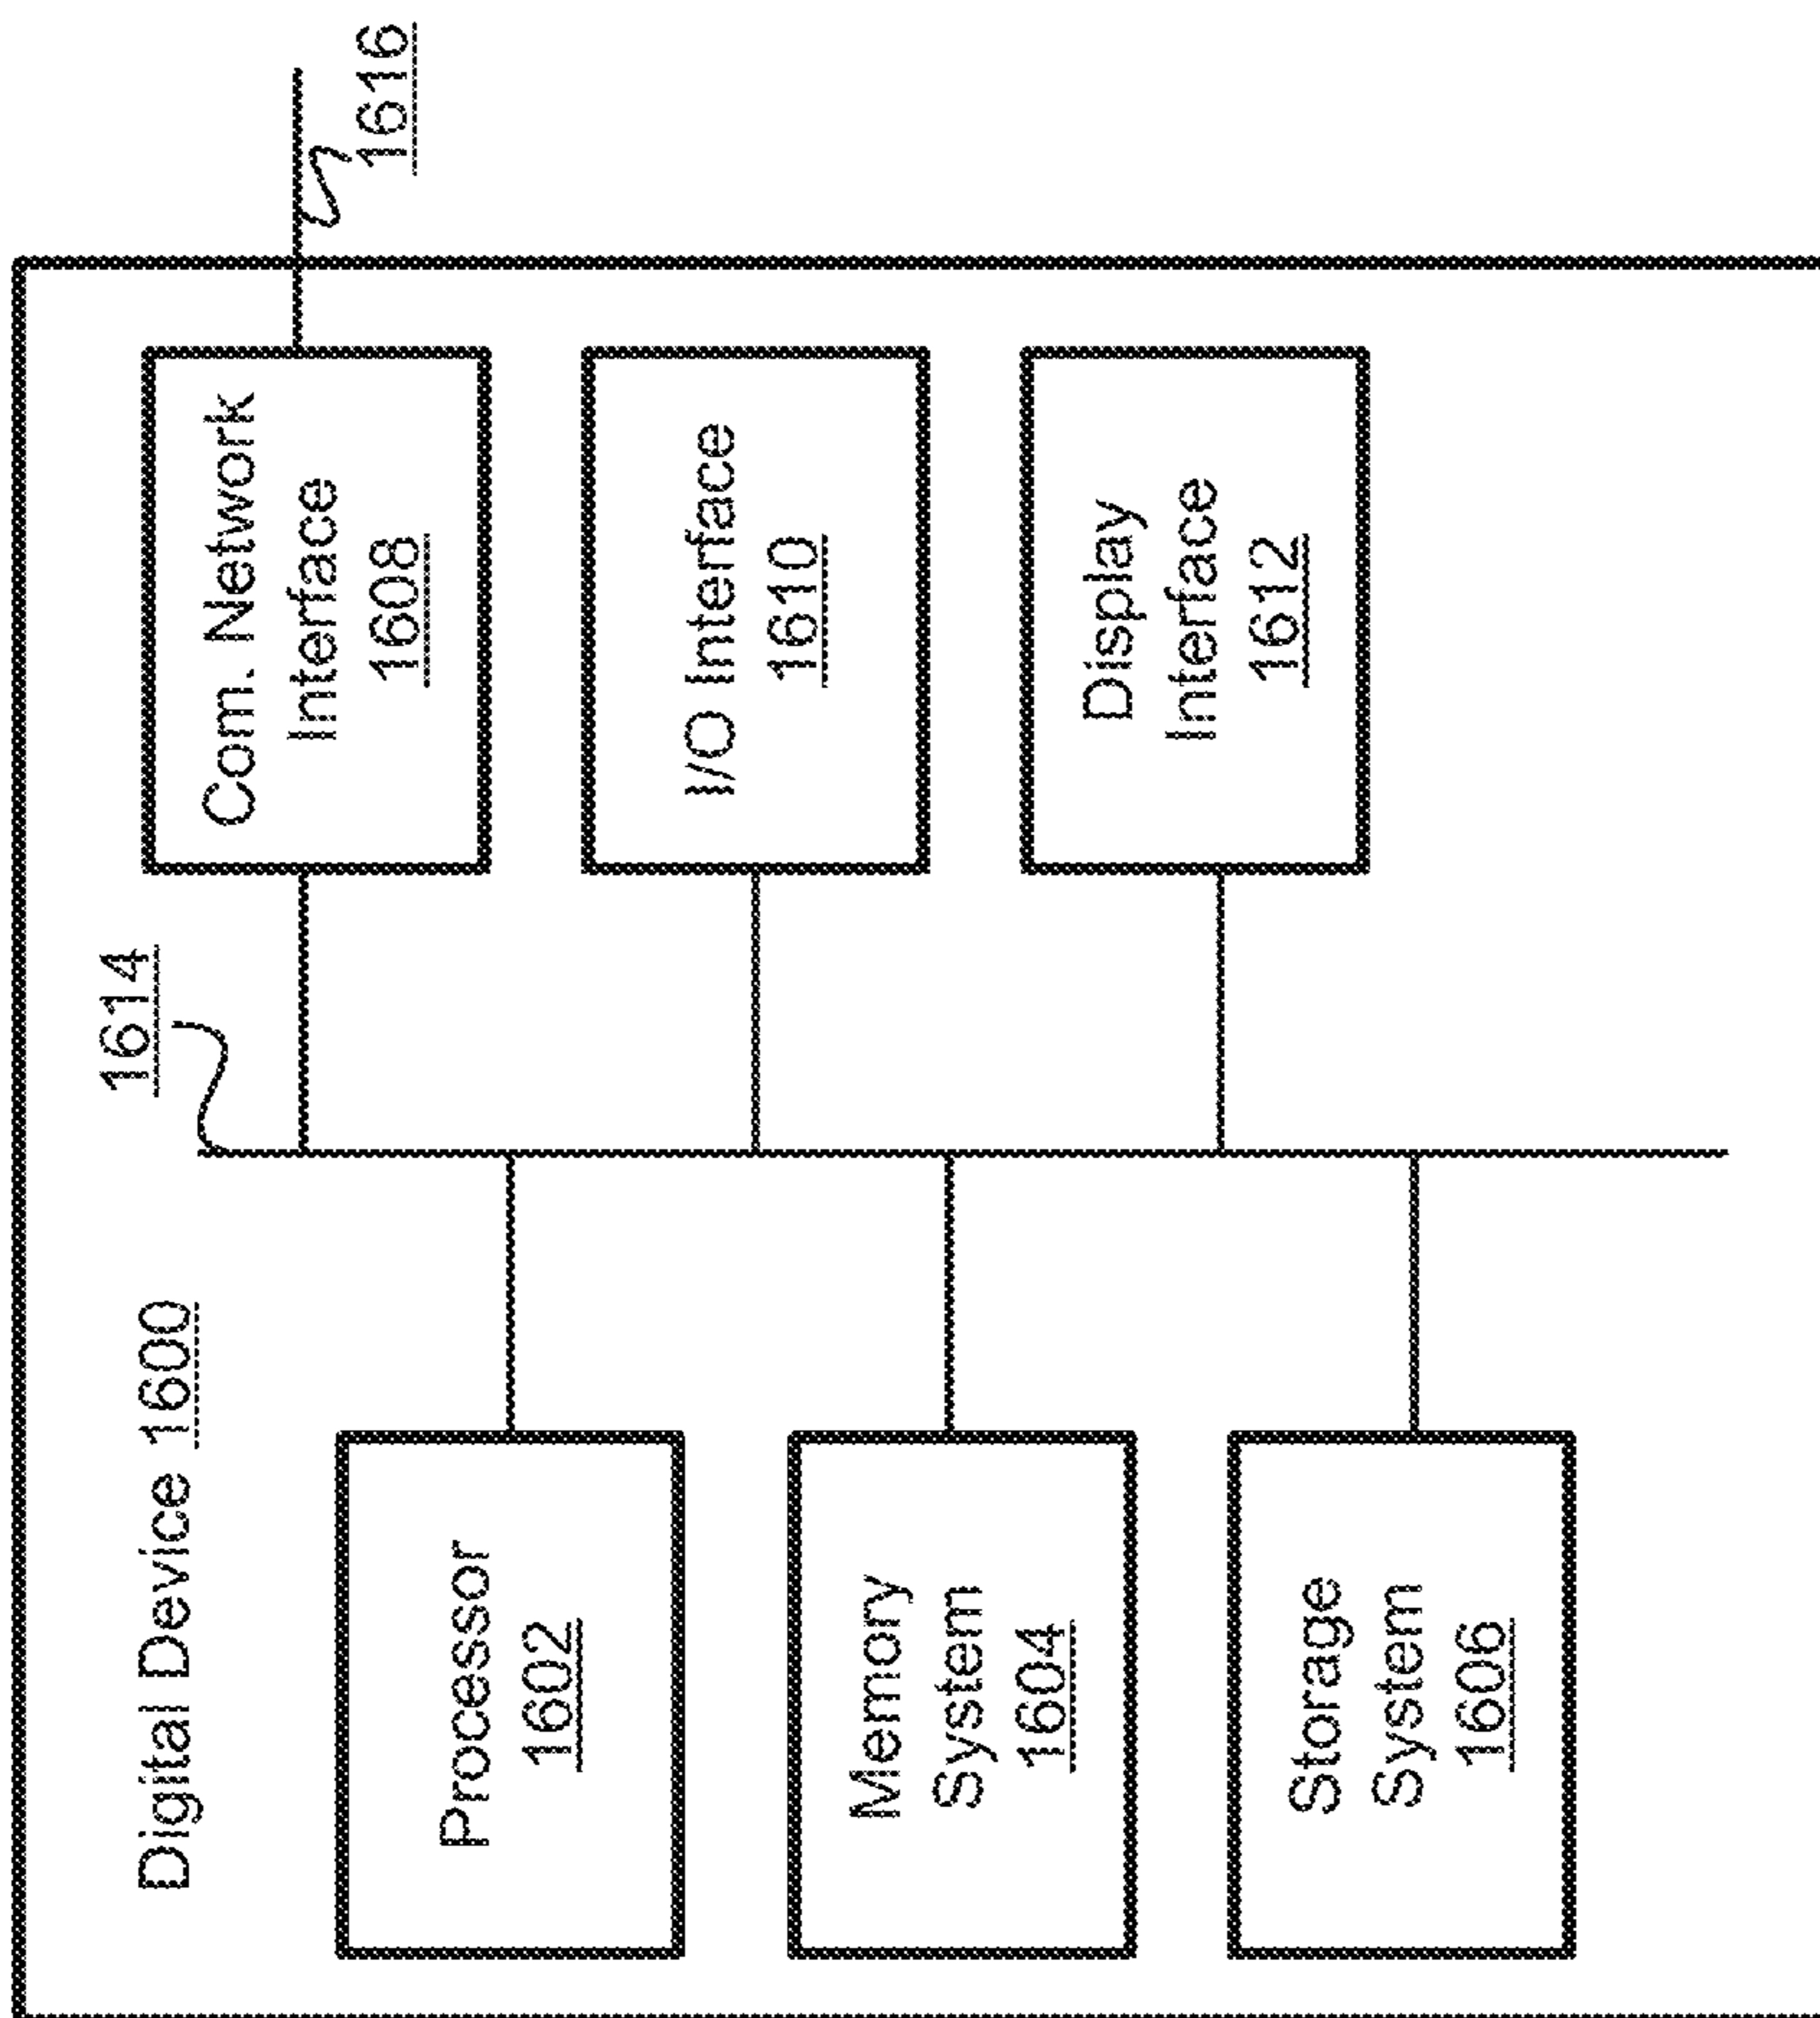 Digital Device 1600
1614
1616
Processor
1602
Memory
System
1604
Storage
System
1606
Com. Network
Interface
1608
I/O Interface
1610
Display
Interface
1612